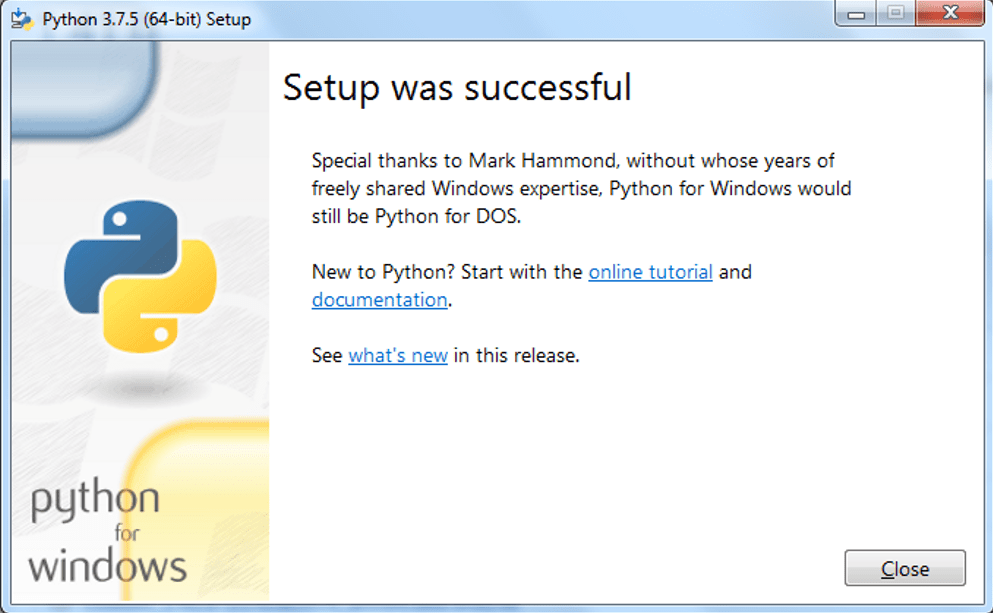 Python 3.7.5 (64-bit) Setup
Setup was successful
Special thanks to Mark Hammond, without whose years of
freely shared Windows expertise, Python for Windows would
still be Python for DOS.
New to Python? Start with the online tutorial and
documentation.
See what's new in this release.
python
for
windows
Close